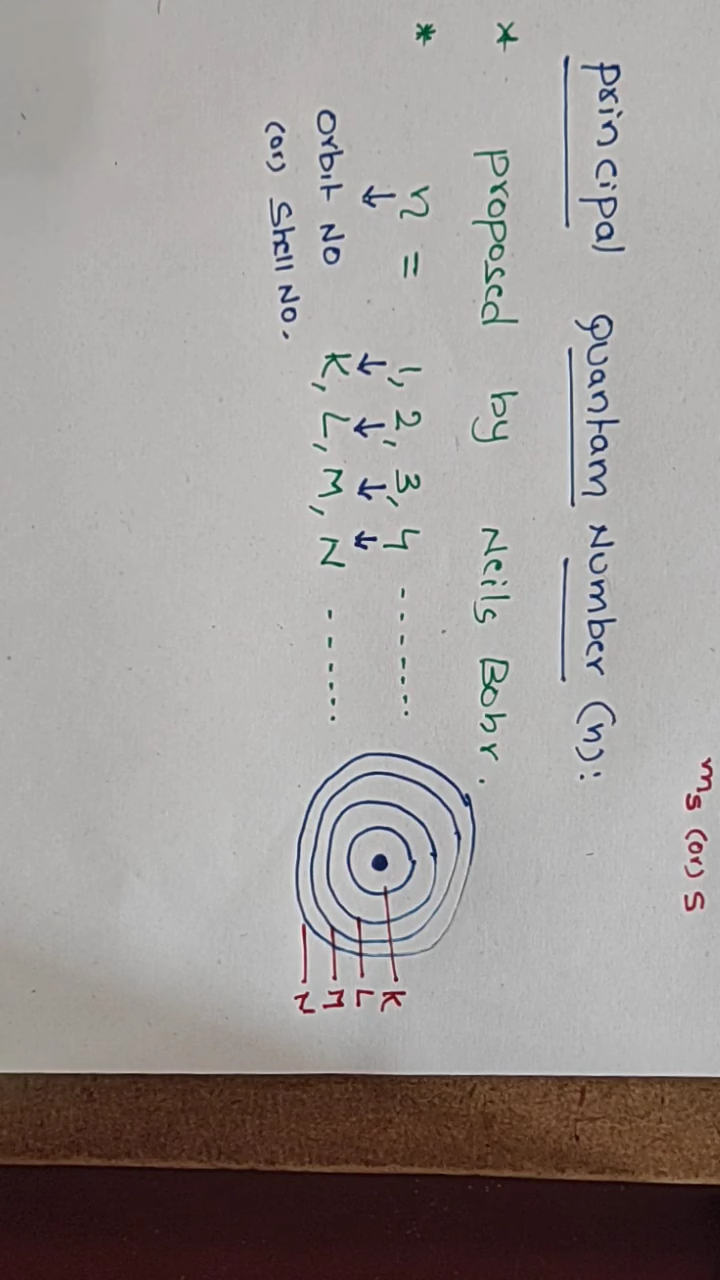 ms (or) s
principal Quantam Number (n):
* proposed by Neils Bohr.
* n = 1, 2, 3, 4 -------
↓ ↓ ↓ ↓ ↓
Orbit No K, L, M, N -------
(or) Shell No.
K
L
M
N